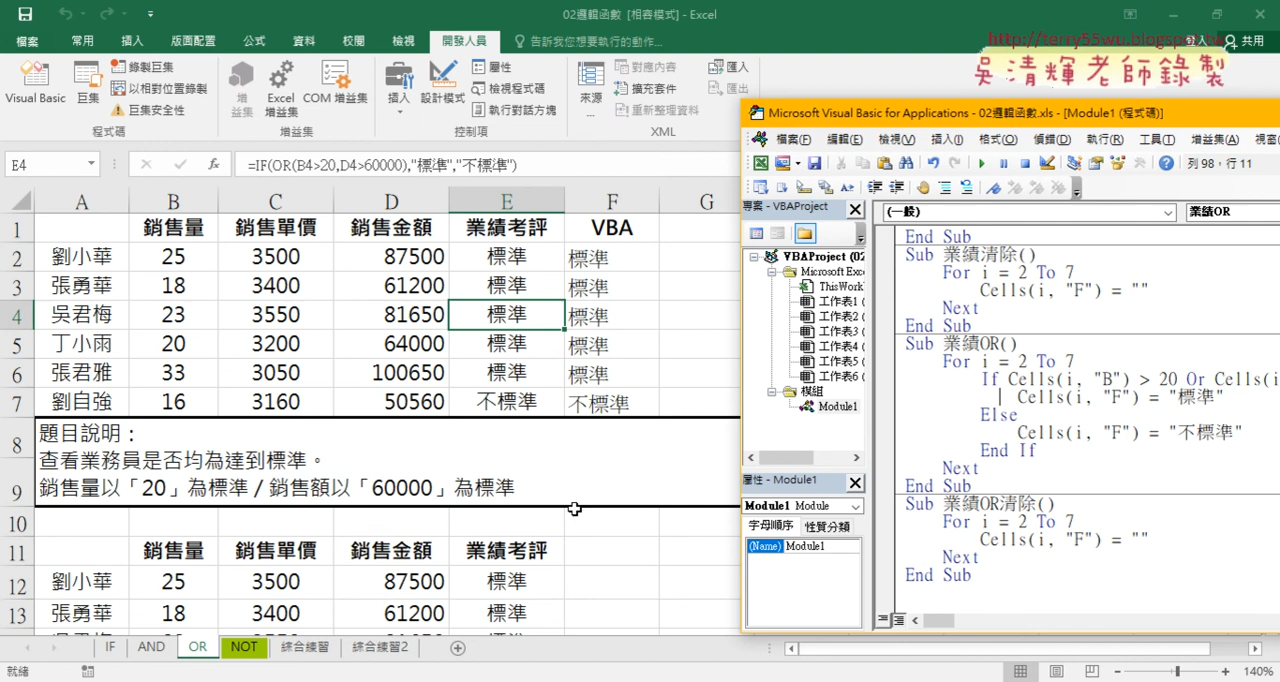 02邏輯函數 [相容模式] - Excel
檔案 常用 插入 版面配置 公式 資料 校閱 檢視 開發人員 告訴我您想要執行的動作... 登入 共用
http://terry55wu.blogspot.tw
吳清輝老師錄製
Visual Basic 巨集 錄製巨集 以相對位置錄製 巨集安全性
增益集 Excel 增益集 COM 增益集 插入 設計模式 屬性 檢視程式碼 執行對話方塊
來源 ... 對應內容 擴充套件 重新整理資料 匯入 匯出
程式碼 增益集 控制項 XML
E4 fx =IF(OR(B4>20,D4>60000),"標準","不標準")
A B C D E F G
1 銷售量 銷售單價 銷售金額 業績考評 VBA
2 劉小華 25 3500 87500 標準 標準
3 張勇華 18 3400 61200 標準 標準
4 吳君梅 23 3550 81650 標準 標準
5 丁小雨 20 3200 64000 標準 標準
6 張君雅 33 3050 100650 標準 標準
7 劉自強 16 3160 50560 不標準 不標準
8 題目說明：
查看業務員是否均為達到標準。
9 銷售量以「20」為標準 / 銷售額以「60000」為標準
10
11 銷售量 銷售單價 銷售金額 業績考評
12 劉小華 25 3500 87500 標準
13 張勇華 18 3400 61200 標準
IF AND OR NOT 綜合練習 綜合練習2
就緒 140%
Microsoft Visual Basic for Applications - 02邏輯函數.xls - [Module1 (程式碼)]
檔案(F) 編輯(E) 檢視(V) 插入(I) 格式(O) 偵錯(D) 執行(R) 工具(T) 增益集(A) 視窗
列 98，行 11
專案 - VBAProject
VBAProject (02
Microsoft Exce
ThisWork
工作表1
工作表2
工作表3
工作表4
工作表5
工作表6
模組
Module1
屬性 - Module1
Module1 Module
字母順序 性質分類
(Name) Module1
(一般) 業績OR
End Sub
Sub 業績清除()
For i = 2 To 7
Cells(i, "F") = ""
Next
End Sub
Sub 業績OR()
For i = 2 To 7
If Cells(i, "B") > 20 Or Cells(i
Cells(i, "F") = "標準"
Else
Cells(i, "F") = "不標準"
End If
Next
End Sub
Sub 業績OR清除()
For i = 2 To 7
Cells(i, "F") = ""
Next
End Sub